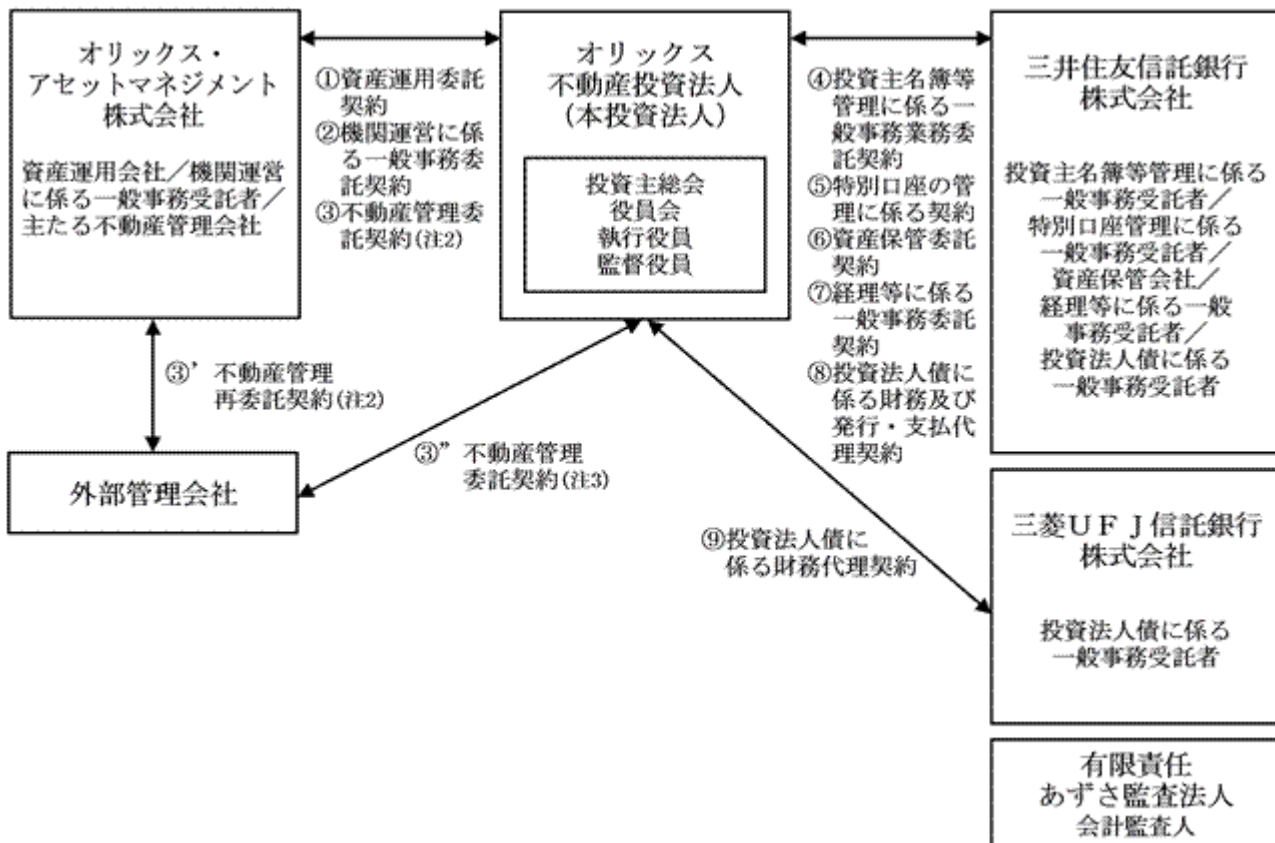 オリックス・
アセットマネジメント
株式会社
資産運用会社／機関運営
に係る一般事務受託者／
主たる不動産管理会社
①資産運用委託
契約
②機関運営に係
る一般事務委
託契約
③不動産管理委
託契約(注2)
オリックス
不動産投資法人
(本投資法人)
投資主総会
役員会
執行役員
監督役員
④投資主名簿等
管理に係る一
般事務業務委
託契約
⑤特別口座の管
理に係る契約
⑥資産保管委託
契約
⑦経理等に係る
一般事務委託
契約
⑧投資法人債に
係る財務及び
発行・支払代
理契約
三井住友信託銀行
株式会社
投資主名簿等管理に係る
一般事務受託者／
特別口座管理に係る
一般事務受託者／
資産保管会社／
経理等に係る一般
事務受託者／
投資法人債に係る
一般事務受託者
③’ 不動産管理
再委託契約(注2)
外部管理会社
③” 不動産管理
委託契約(注3)
⑨投資法人債に
係る財務代理契約
三菱ＵＦＪ信託銀行
株式会社
投資法人債に係る
一般事務受託者
有限責任
あずさ監査法人
会計監査人